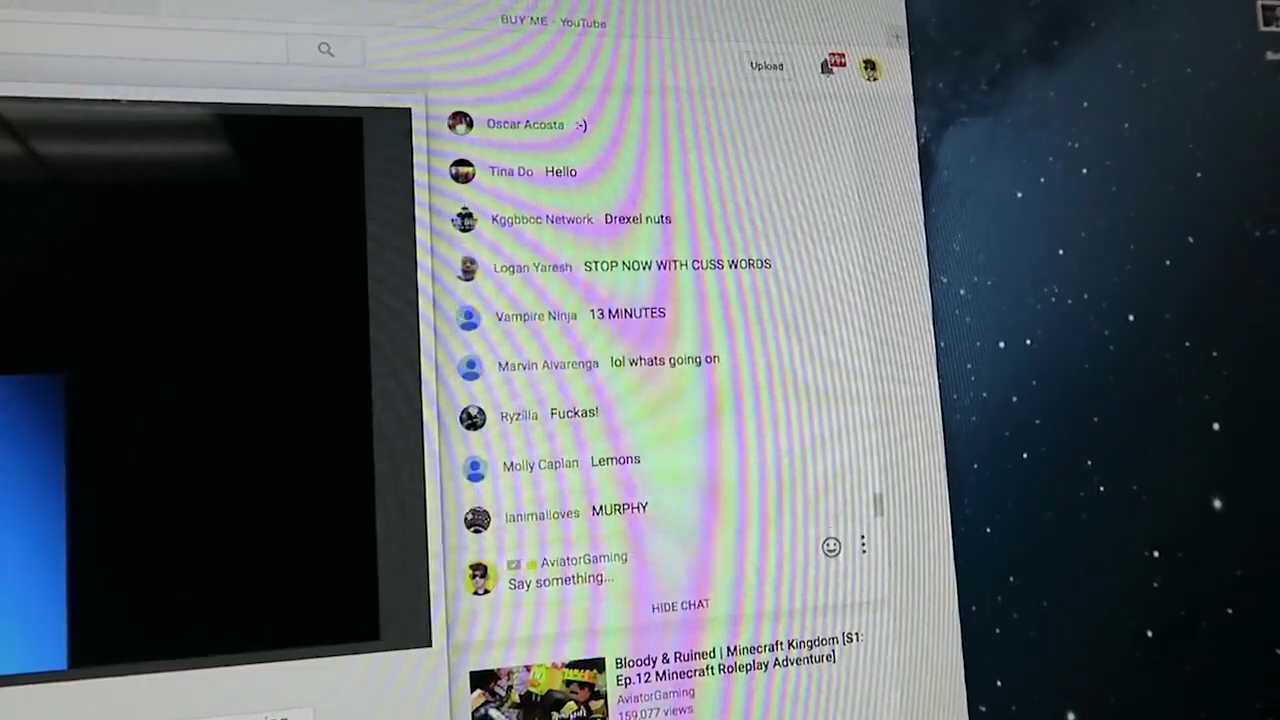 BUY ME - YouTube
Upload
99+
Oscar Acosta :-)
Tina Do Hello
Kggbbcc Network Drexel nuts
Logan Yaresh STOP NOW WITH CUSS WORDS
Vampire Ninja 13 MINUTES
Marvin Alvarenga lol whats going on
Ryzilla Fuckas!
Molly Caplan Lemons
lanimalloves MURPHY
AviatorGaming
Say something...
HIDE CHAT
Bloody & Ruined | Minecraft Kingdom [S1:
Ep.12 Minecraft Roleplay Adventure]
AviatorGaming
159,077 views